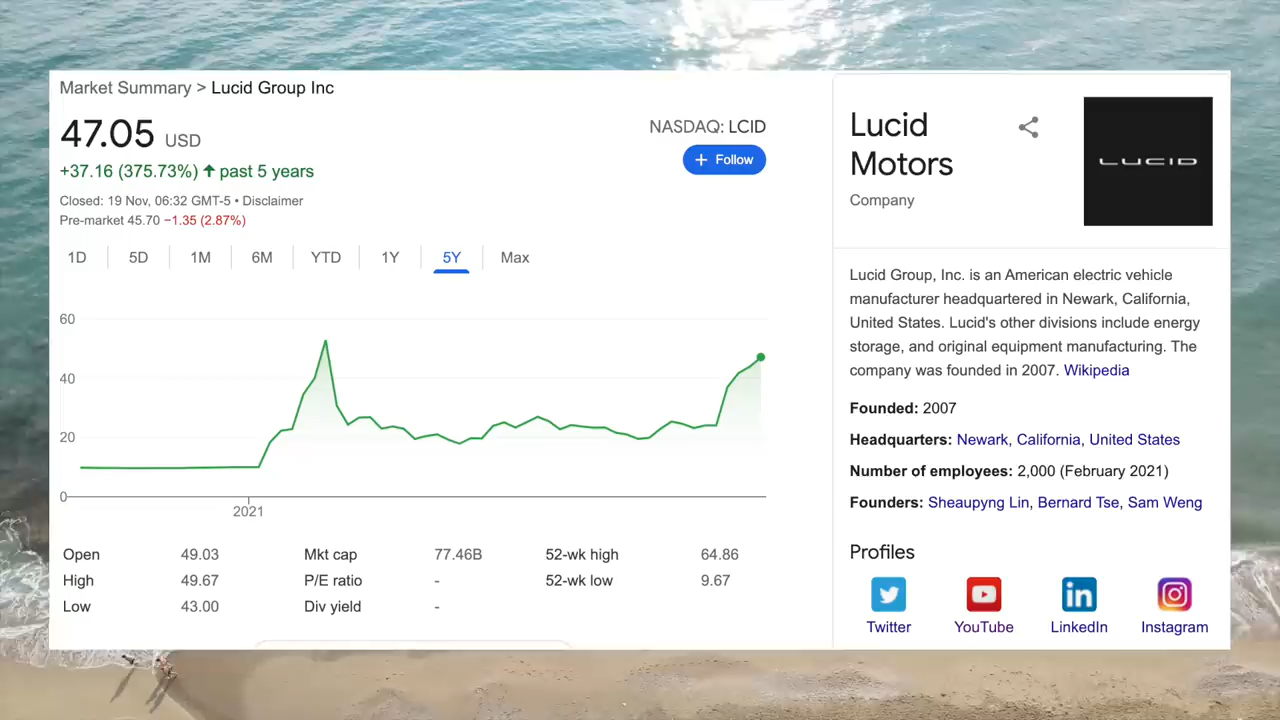 Market Summary > Lucid Group Inc
47.05 USD
+37.16 (375.73%) ↑ past 5 years
Closed: 19 Nov, 06:32 GMT-5 • Disclaimer
Pre-market 45.70 −1.35 (2.87%)
NASDAQ: LCID
+ Follow
1D 5D 1M 6M YTD 1Y 5Y Max
60
40
20
0
2021
Open 49.03 Mkt cap 77.46B 52-wk high 64.86
High 49.67 P/E ratio - 52-wk low 9.67
Low 43.00 Div yield -
Lucid
Motors
Company
LUCID
Lucid Group, Inc. is an American electric vehicle
manufacturer headquartered in Newark, California,
United States. Lucid's other divisions include energy
storage, and original equipment manufacturing. The
company was founded in 2007. Wikipedia
Founded: 2007
Headquarters: Newark, California, United States
Number of employees: 2,000 (February 2021)
Founders: Sheaupyng Lin, Bernard Tse, Sam Weng
Profiles
in
Twitter YouTube LinkedIn Instagram